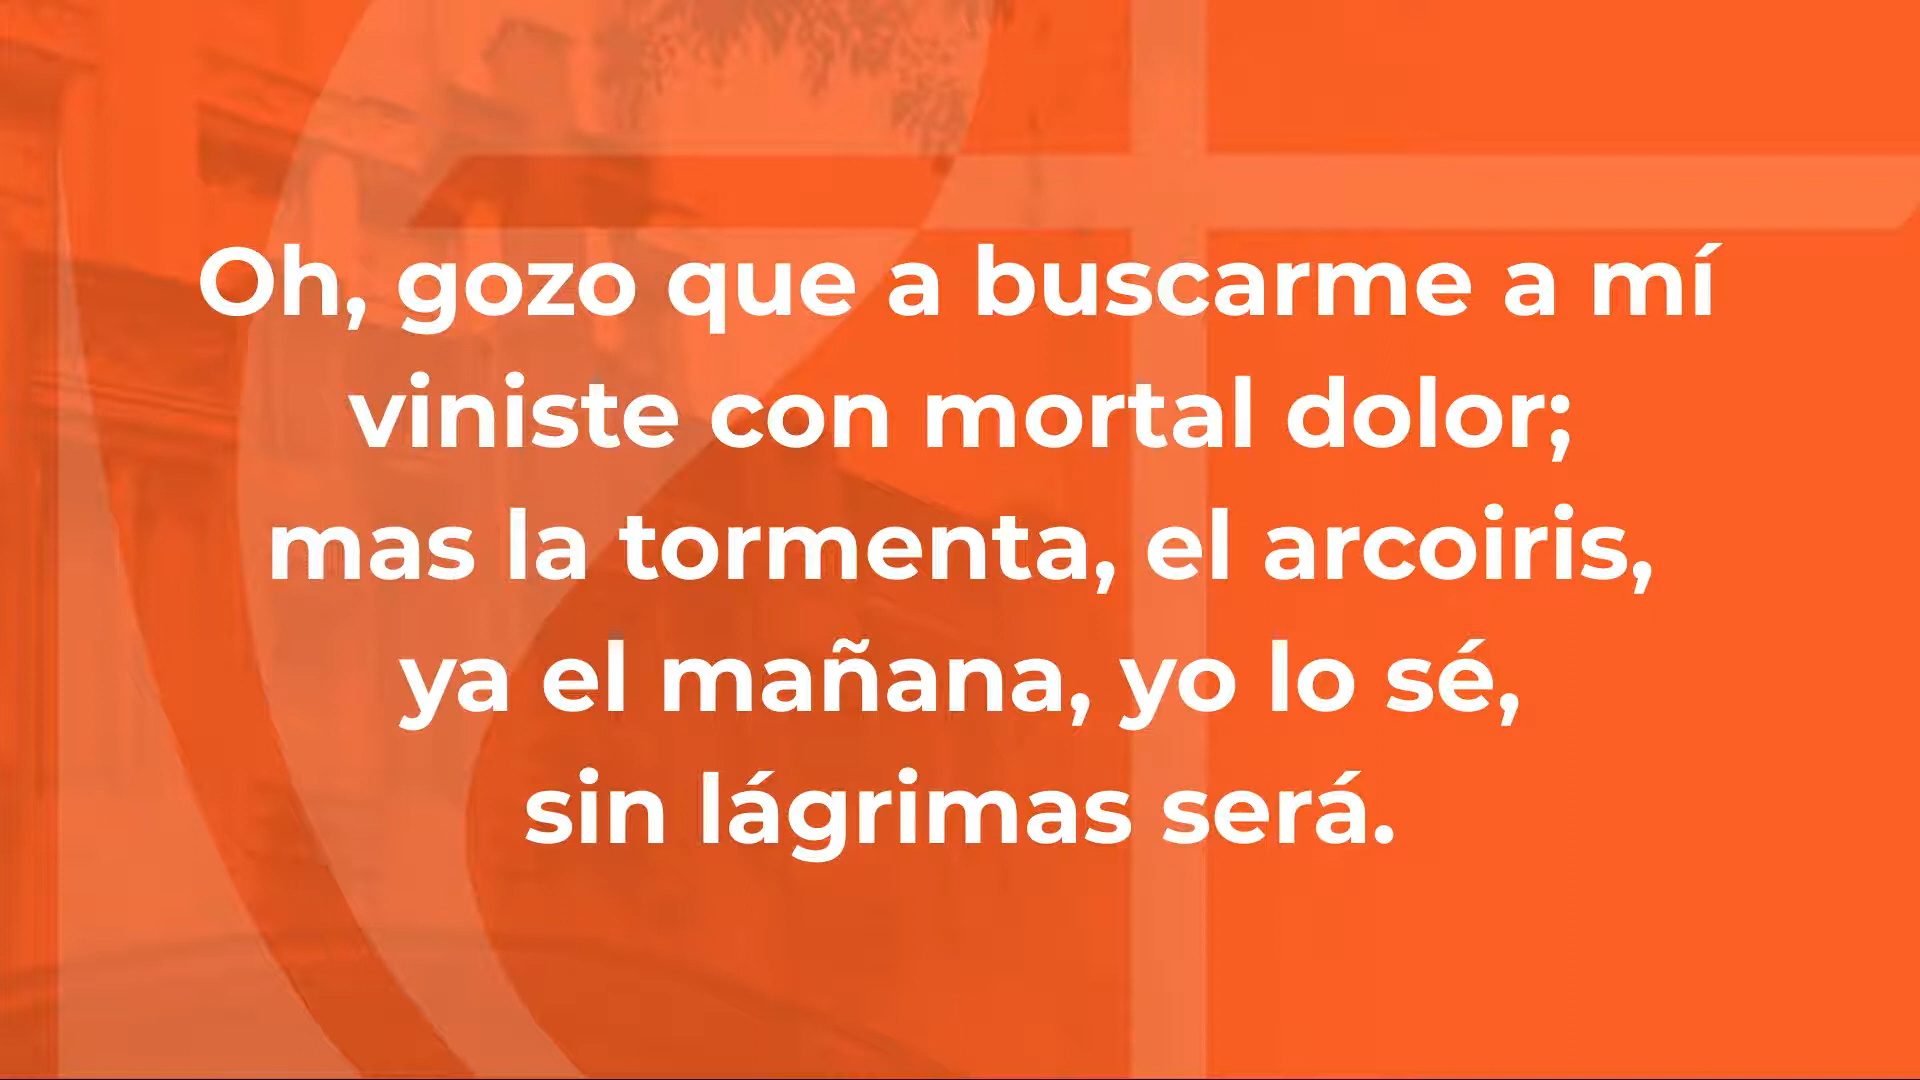 Oh, gozo que a buscarme a mí
viniste con mortal dolor;
mas la tormenta, el arcoiris,
ya el mañana, yo lo sé,
sin lágrimas será.